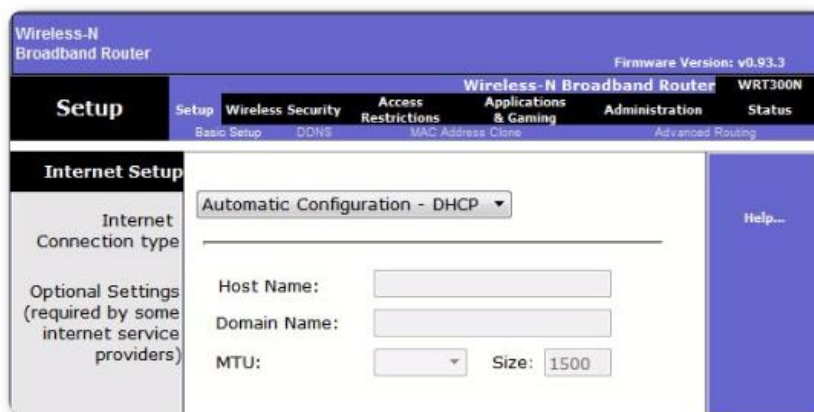 Wireless-N
Broadband Router
Firmware Version: v0.93.3
Wireless-N Broadband Router WRT300N
Setup
Setup Wireless Security Access Restrictions Applications & Gaming Administration Status
Basic Setup DDNS MAC Address Clone Advanced Routing
Internet Setup
Internet
Connection type
Automatic Configuration - DHCP
Help...
Optional Settings
(required by some
internet service
providers)
Host Name:
Domain Name:
MTU: Size: 1500